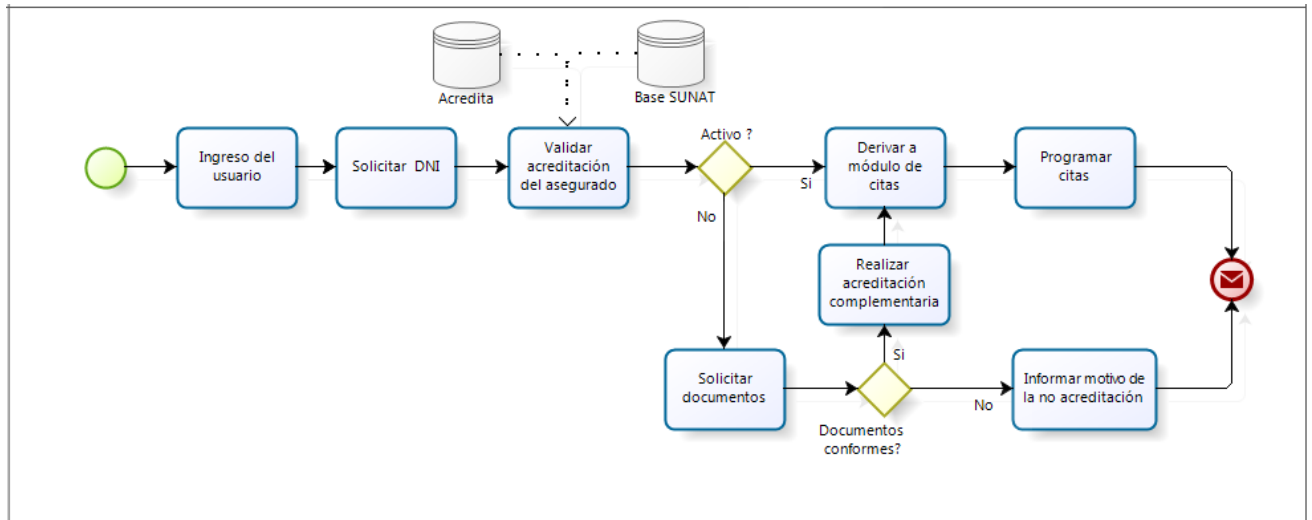 Acredita
Base SUNAT
Ingreso del
usuario
Solicitar DNI
Validar
acreditación
del asegurado
Activo ?
Si
No
Derivar a
módulo de
citas
Programar
citas
Realizar
acreditación
complementaria
Si
Solicitar
documentos
Documentos
conformes?
No
Informar motivo de
la no acreditación